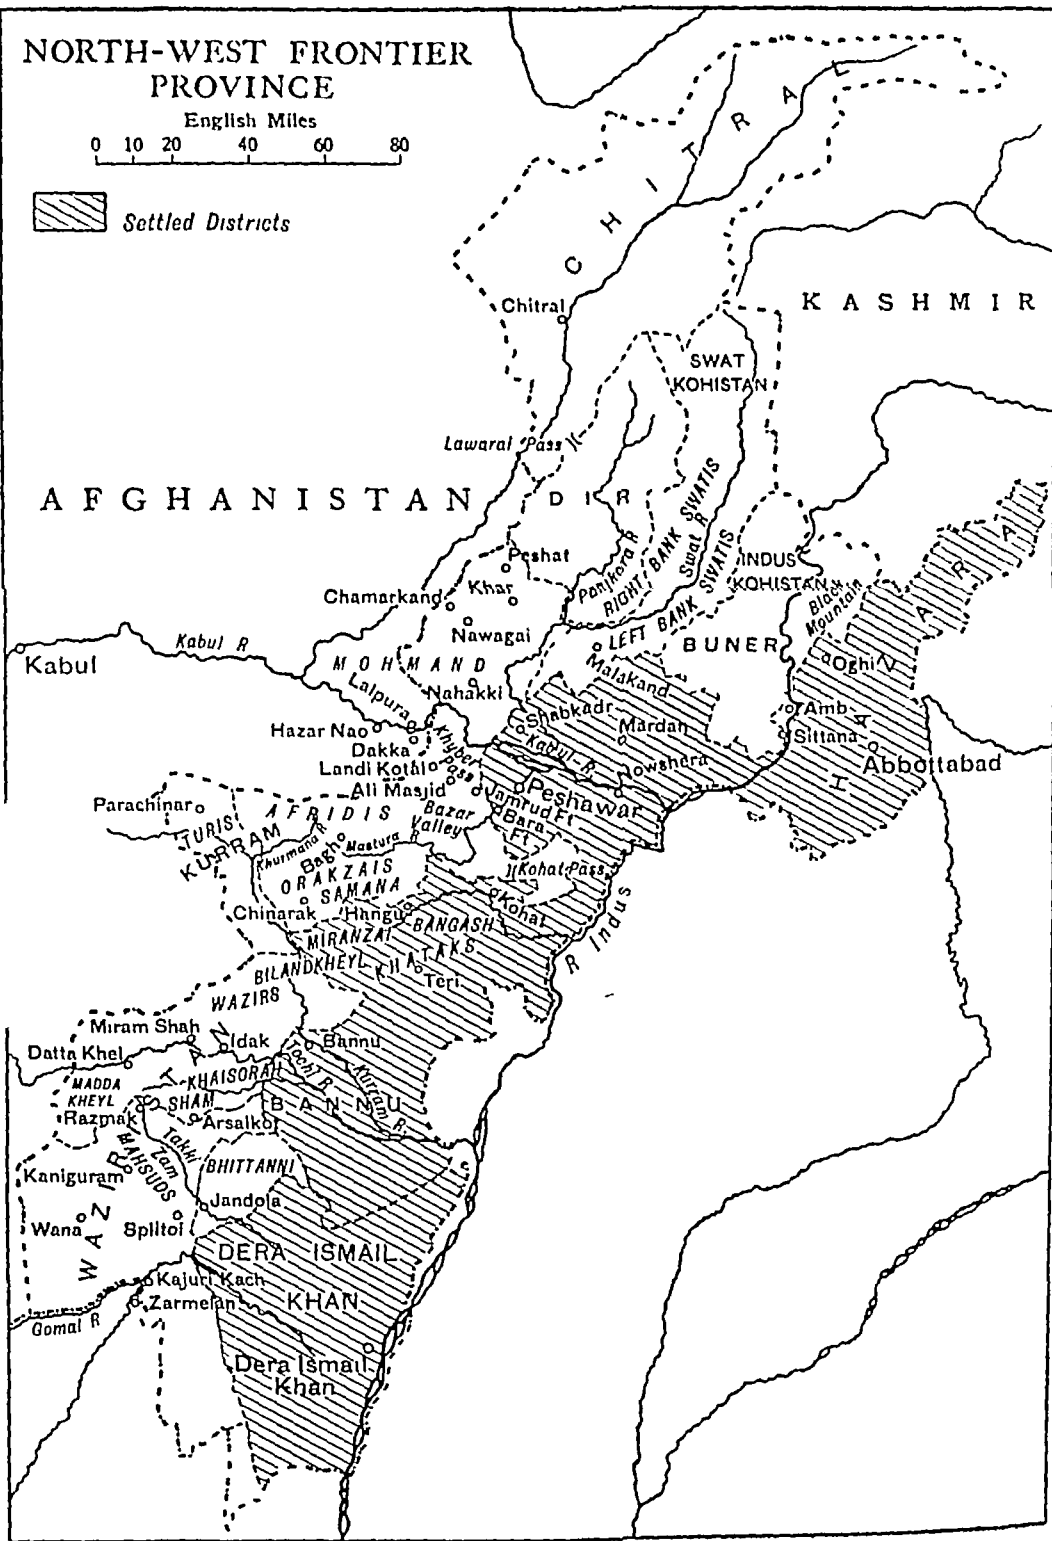 NORTH-WEST FRONTIER
PROVINCE
English Miles
0 10 20 40 60 80
Settled Districts
CHITRAL
Chitral
KASHMIR
SWAT
KOHISTAN
Lawaral Pass
AFGHANISTAN
DIR
Panjkora R
RIGHT BANK SWATIS
Swat R
LEFT BANK SWATIS
INDUS
KOHISTAN
Black
Mountain
HAZARA
Peshat
Khar
Chamarkand
Nawagai
BUNER
Oghi
Kabul R
Kabul
MOHMAND
Nahakki
Malakand
Lalpura
Shabkadr
Mardan
Amb
Sittana
Abbottabad
Hazar Nao
Dakka
Khyber
Pass
Kabul R.
Nowshera
Landi Kotal
Ali Masjid
Peshawar
Jamrud Ft
Bara
Ft
Parachinar
TURIS
KURRAM
AFRIDIS
Bazar
Valley
Khurmana R
Bagh
Mastura R
ORAKZAIS
SAMANA
Kohat Pass
Kohat
Chinarak
Hangu
MIRANZAI
BANGASH
R Indus
BILANDKHEYL
KHATAKS
Teri
WAZIRS
Miram Shah
Idak
Bannu
Datta Khel
Tochi R
Kurram R.
KHAISORAH
MADDA
KHEYL
SHAM
BANNU
Razmak
Arsalkot
Takki
Zam
MAHSUDS
BHITTANNI
Kaniguram
Jandola
Wana
Splitoi
WAZIRISTAN
DERA ISMAIL
KHAN
Kajuri Kach
Zarmelan
Gomal R
Dera Ismail
Khan